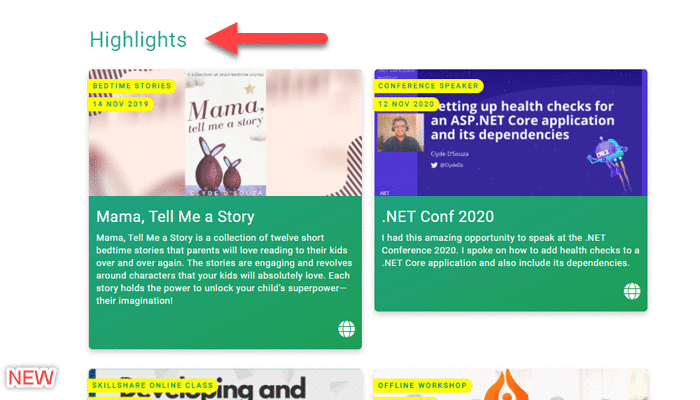 Highlights
BEDTIME STORIES
14 NOV 2019
A collection of short bedtime stories
Mama,
tell me a story
CLYDE D'SOUZA
Mama, Tell Me a Story
Mama, Tell Me a Story is a collection of twelve short
bedtime stories that parents will love reading to their kids
over and over again. The stories are engaging and revolves
around characters that your kids will absolutely love. Each
story holds the power to unlock your child's superpower—
their imagination!
CONFERENCE SPEAKER
12 NOV 2020
etting up health checks for
an ASP.NET Core application
and its dependencies
Clyde D'Souza
@ClydeDz
.NET
.NET Conf 2020
I had this amazing opportunity to speak at the .NET
Conference 2020. I spoke on how to add health checks to a
.NET Core application and also include its dependencies.
NEW
SKILLSHARE ONLINE CLASS
Developing and
OFFLINE WORKSHOP